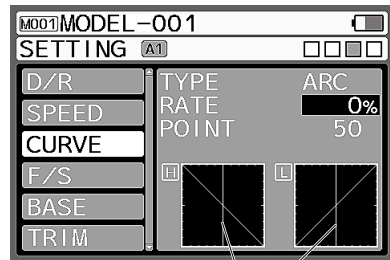 M001 MODEL-001
SETTING A1
D/R
SPEED
CURVE
F/S
BASE
TRIM
TYPE ARC
RATE 0%
POINT 50
H L